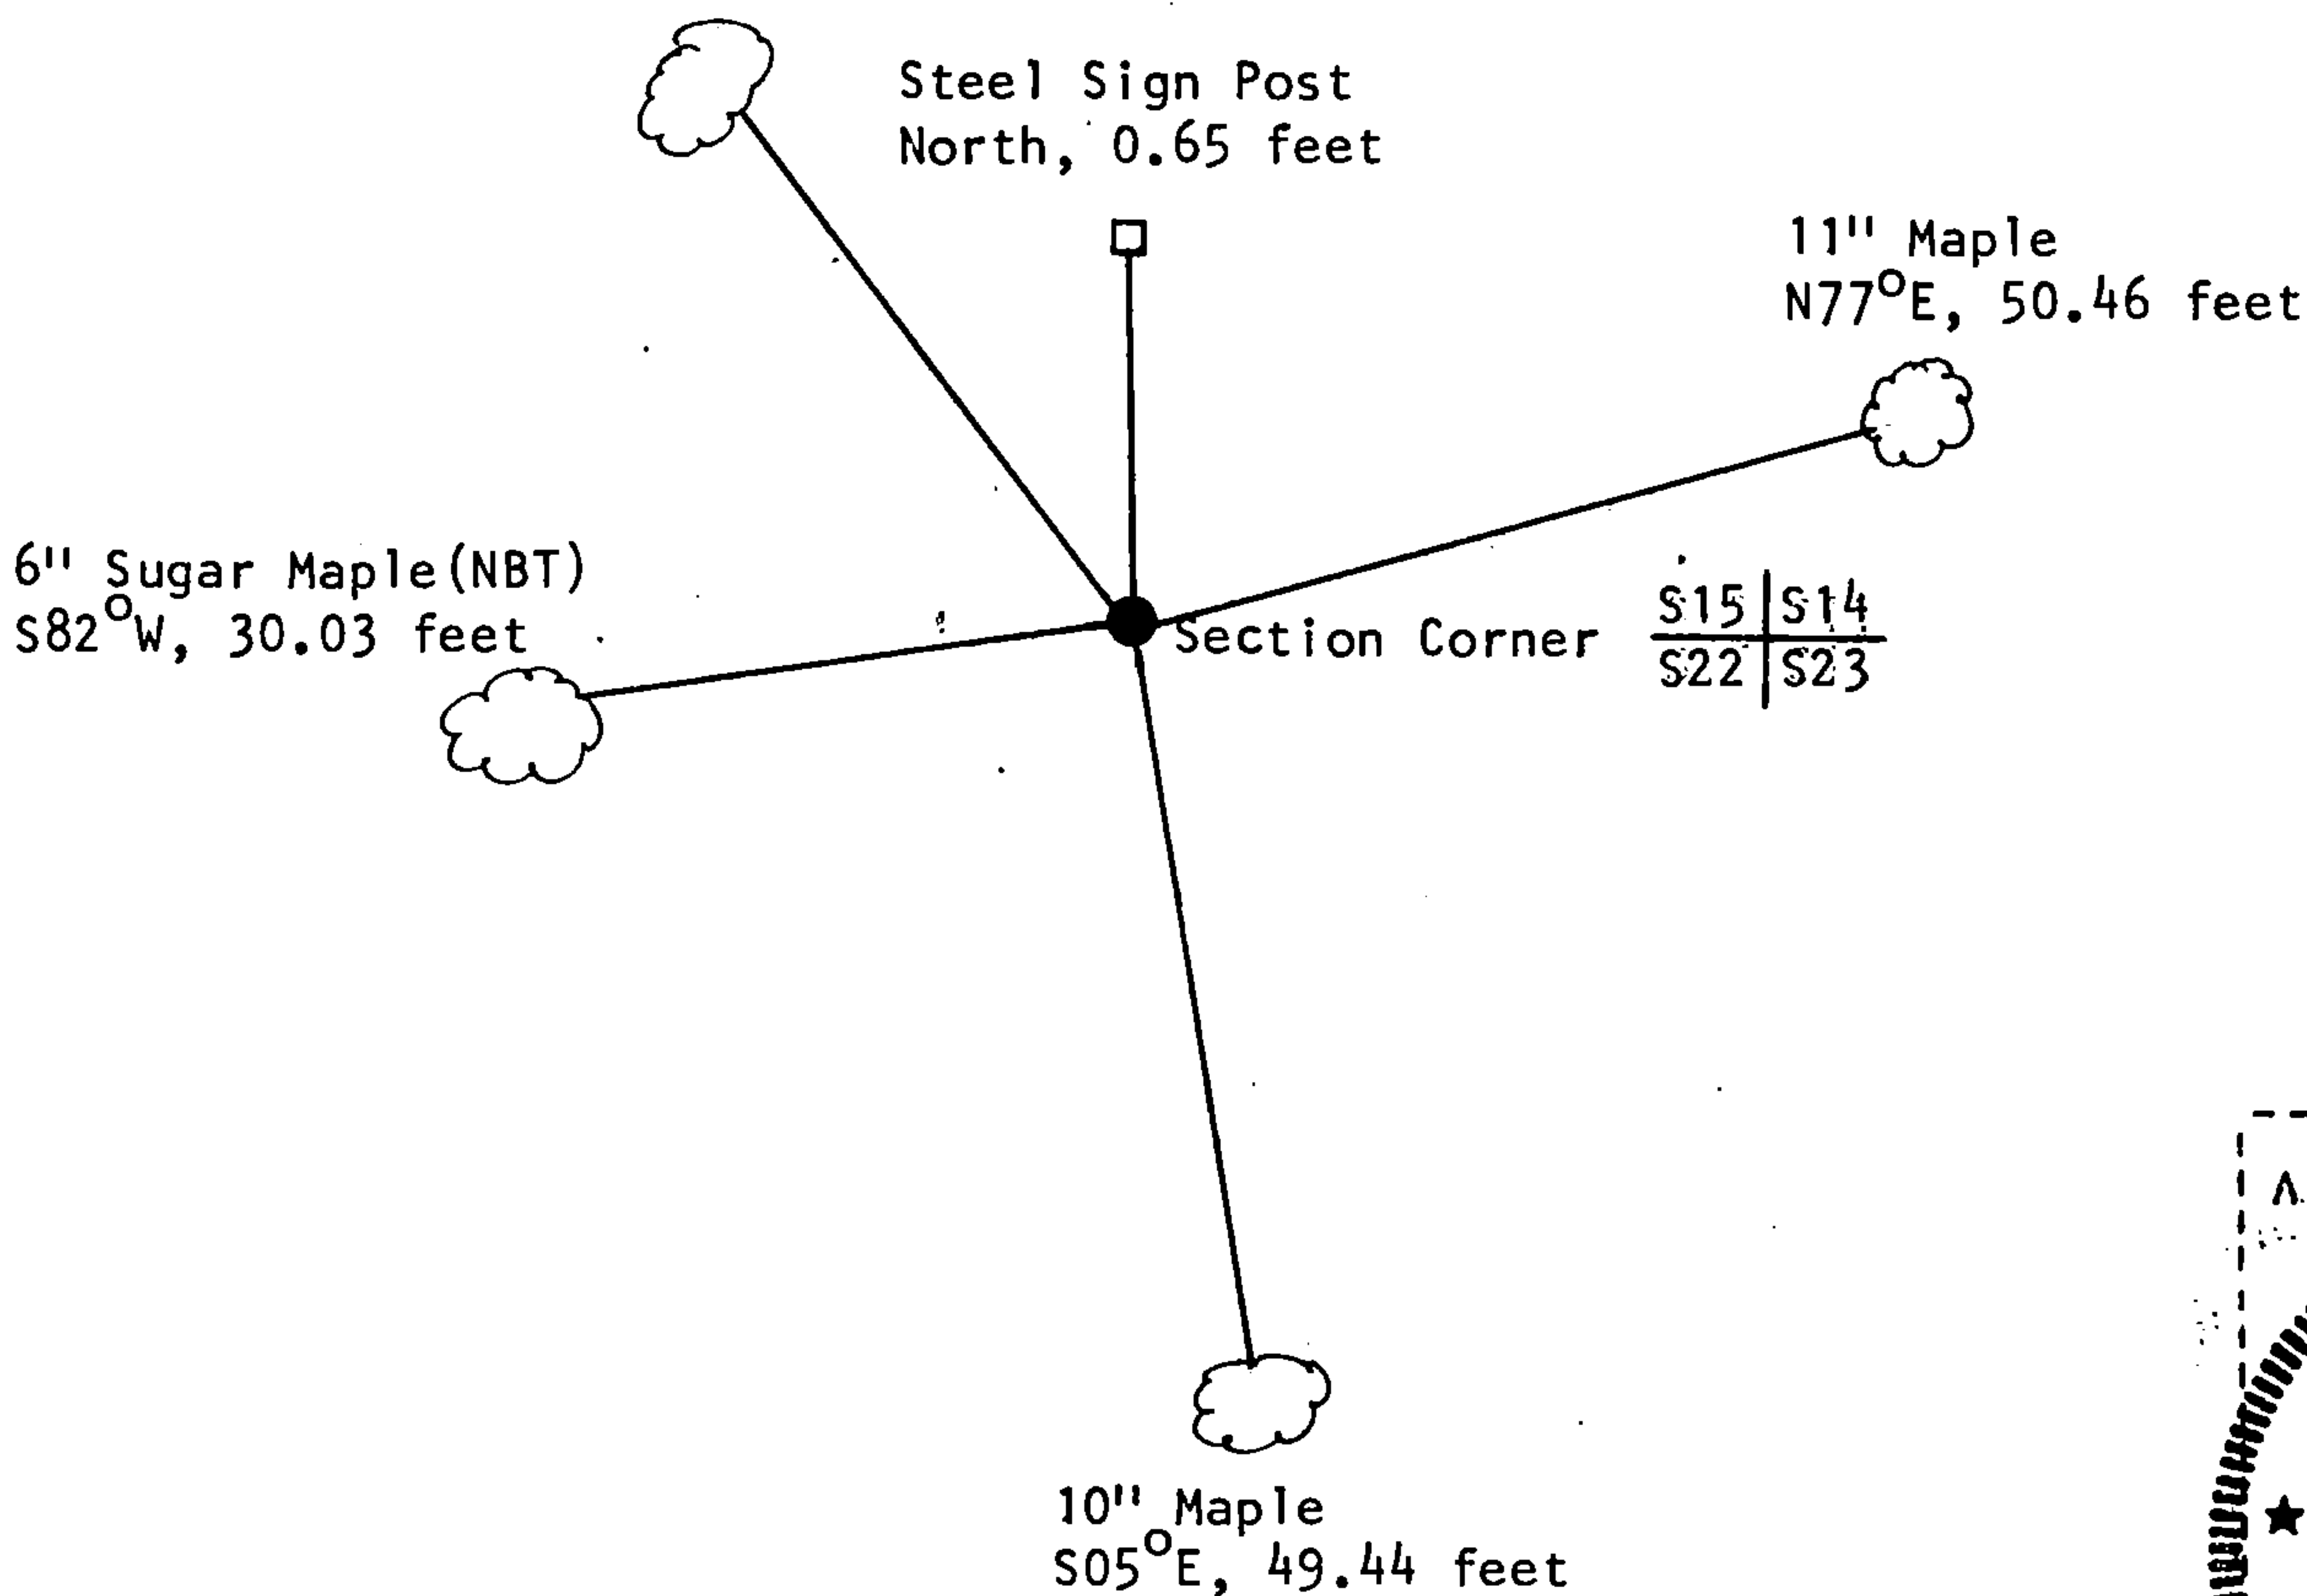 Steel Sign Post
North, 0.65 feet
11" Maple
N77°E, 50.46 feet
6" Sugar Maple(NBT)
S82°W, 30.03 feet
Section Corner
S15 S14
S22 S23
10" Maple
S05°E, 49.44 feet